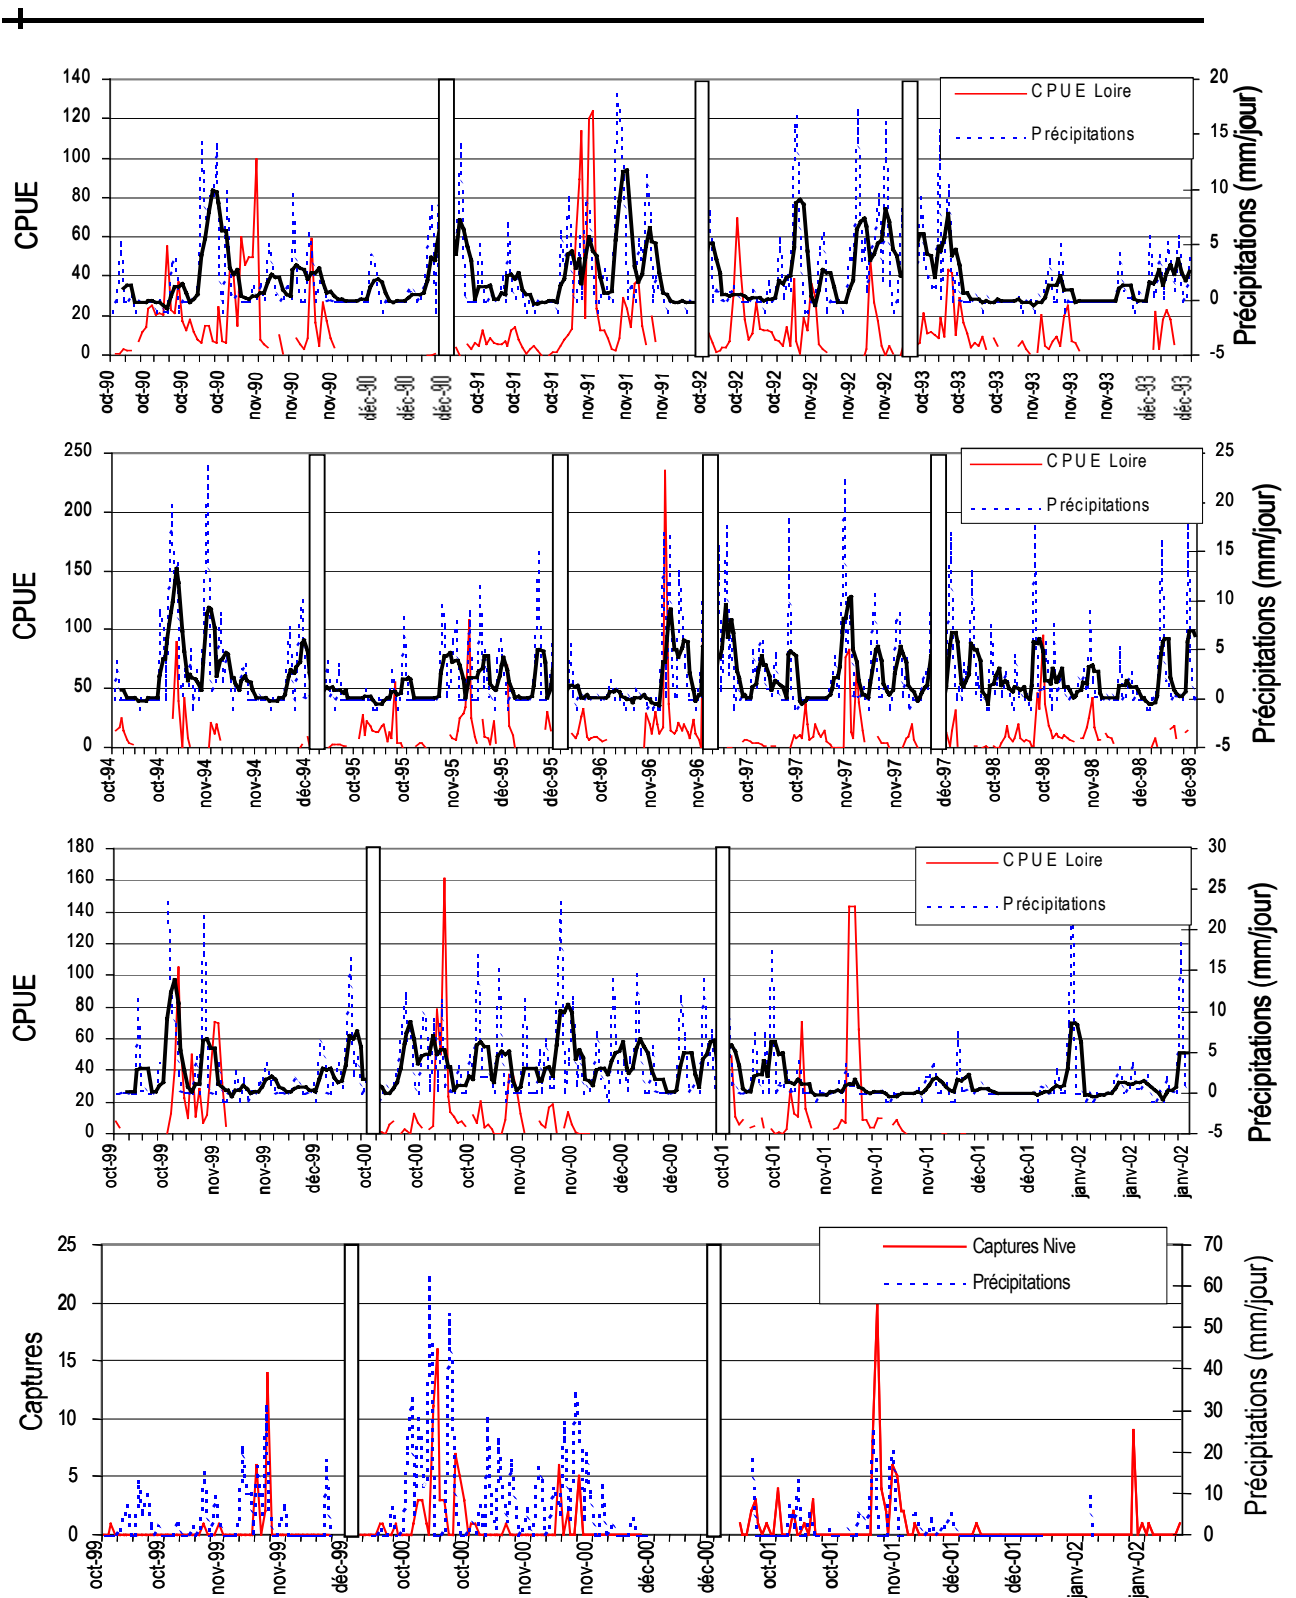 140
120
100
80
60
40
20
0
CPUE
20
15
10
5
0
-5
Précipitations (mm/jour)
CPUE Loire
Précipitations
oct-90 oct-90 oct-90 oct-90 nov-90 nov-90 nov-90 déc-90 déc-90 déc-90 oct-91 oct-91 oct-91 nov-91 nov-91 nov-91 oct-92 oct-92 oct-92 nov-92 nov-92 nov-92 oct-93 oct-93 oct-93 nov-93 nov-93 nov-93 déc-93 déc-93
250
200
150
100
50
0
CPUE
25
20
15
10
5
0
-5
Précipitations (mm/jour)
CPUE Loire
Précipitations
oct-94 oct-94 nov-94 nov-94 déc-94 oct-95 oct-95 nov-95 nov-95 déc-95 oct-96 nov-96 nov-96 oct-97 oct-97 nov-97 nov-97 déc-97 oct-98 oct-98 nov-98 déc-98 déc-98
180
160
140
120
100
80
60
40
20
0
CPUE
30
25
20
15
10
5
0
-5
Précipitations (mm/jour)
CPUE Loire
Précipitations
oct-99 oct-99 nov-99 nov-99 déc-99 oct-00 oct-00 nov-00 nov-00 déc-00 déc-00 oct-01 oct-01 nov-01 nov-01 nov-01 déc-01 déc-01 janv-02 janv-02 janv-02
25
20
15
10
5
0
Captures
70
60
50
40
30
20
10
0
Précipitations (mm/jour)
Captures Nive
Précipitations
oct-99 oct-99 nov-99 nov-99 déc-99 oct-00 oct-00 nov-00 nov-00 déc-00 déc-00 oct-01 oct-01 nov-01 déc-01 déc-01 janv-02 janv-02